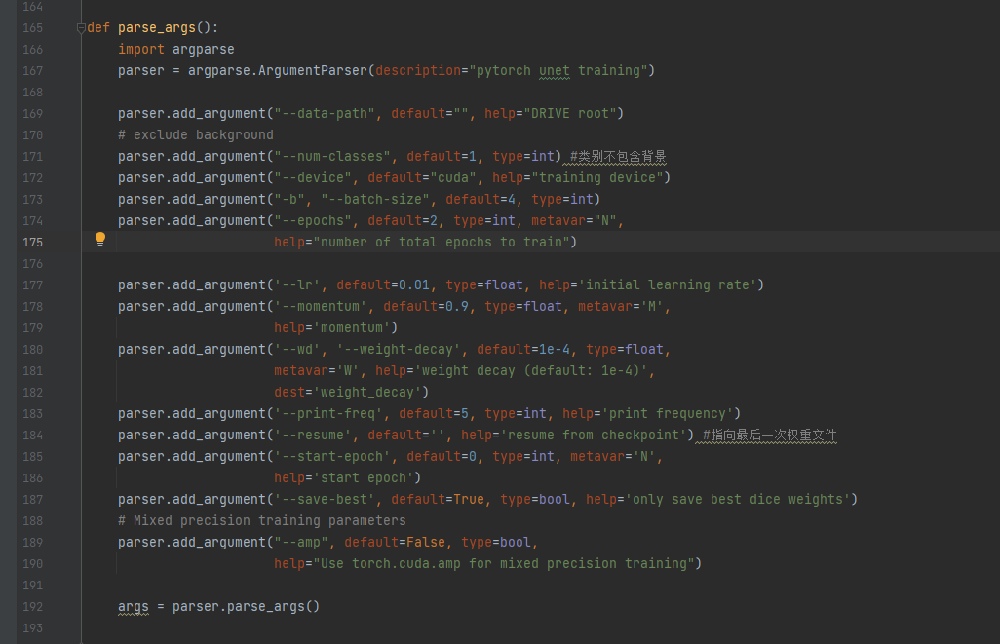 164
165 def parse_args():
166     import argparse
167     parser = argparse.ArgumentParser(description="pytorch unet training")
168
169     parser.add_argument("--data-path", default="", help="DRIVE root")
170     # exclude background
171     parser.add_argument("--num-classes", default=1, type=int) #类别不包含背景
172     parser.add_argument("--device", default="cuda", help="training device")
173     parser.add_argument("-b", "--batch-size", default=4, type=int)
174     parser.add_argument("--epochs", default=2, type=int, metavar="N",
175                         help="number of total epochs to train")
176
177     parser.add_argument('--lr', default=0.01, type=float, help='initial learning rate')
178     parser.add_argument('--momentum', default=0.9, type=float, metavar='M',
179                         help='momentum')
180     parser.add_argument('--wd', '--weight-decay', default=1e-4, type=float,
181                         metavar='W', help='weight decay (default: 1e-4)',
182                         dest='weight_decay')
183     parser.add_argument('--print-freq', default=5, type=int, help='print frequency')
184     parser.add_argument('--resume', default='', help='resume from checkpoint') #指向最后一次权重文件
185     parser.add_argument('--start-epoch', default=0, type=int, metavar='N',
186                         help='start epoch')
187     parser.add_argument('--save-best', default=True, type=bool, help='only save best dice weights')
188     # Mixed precision training parameters
189     parser.add_argument("--amp", default=False, type=bool,
190                         help="Use torch.cuda.amp for mixed precision training")
191
192     args = parser.parse_args()
193